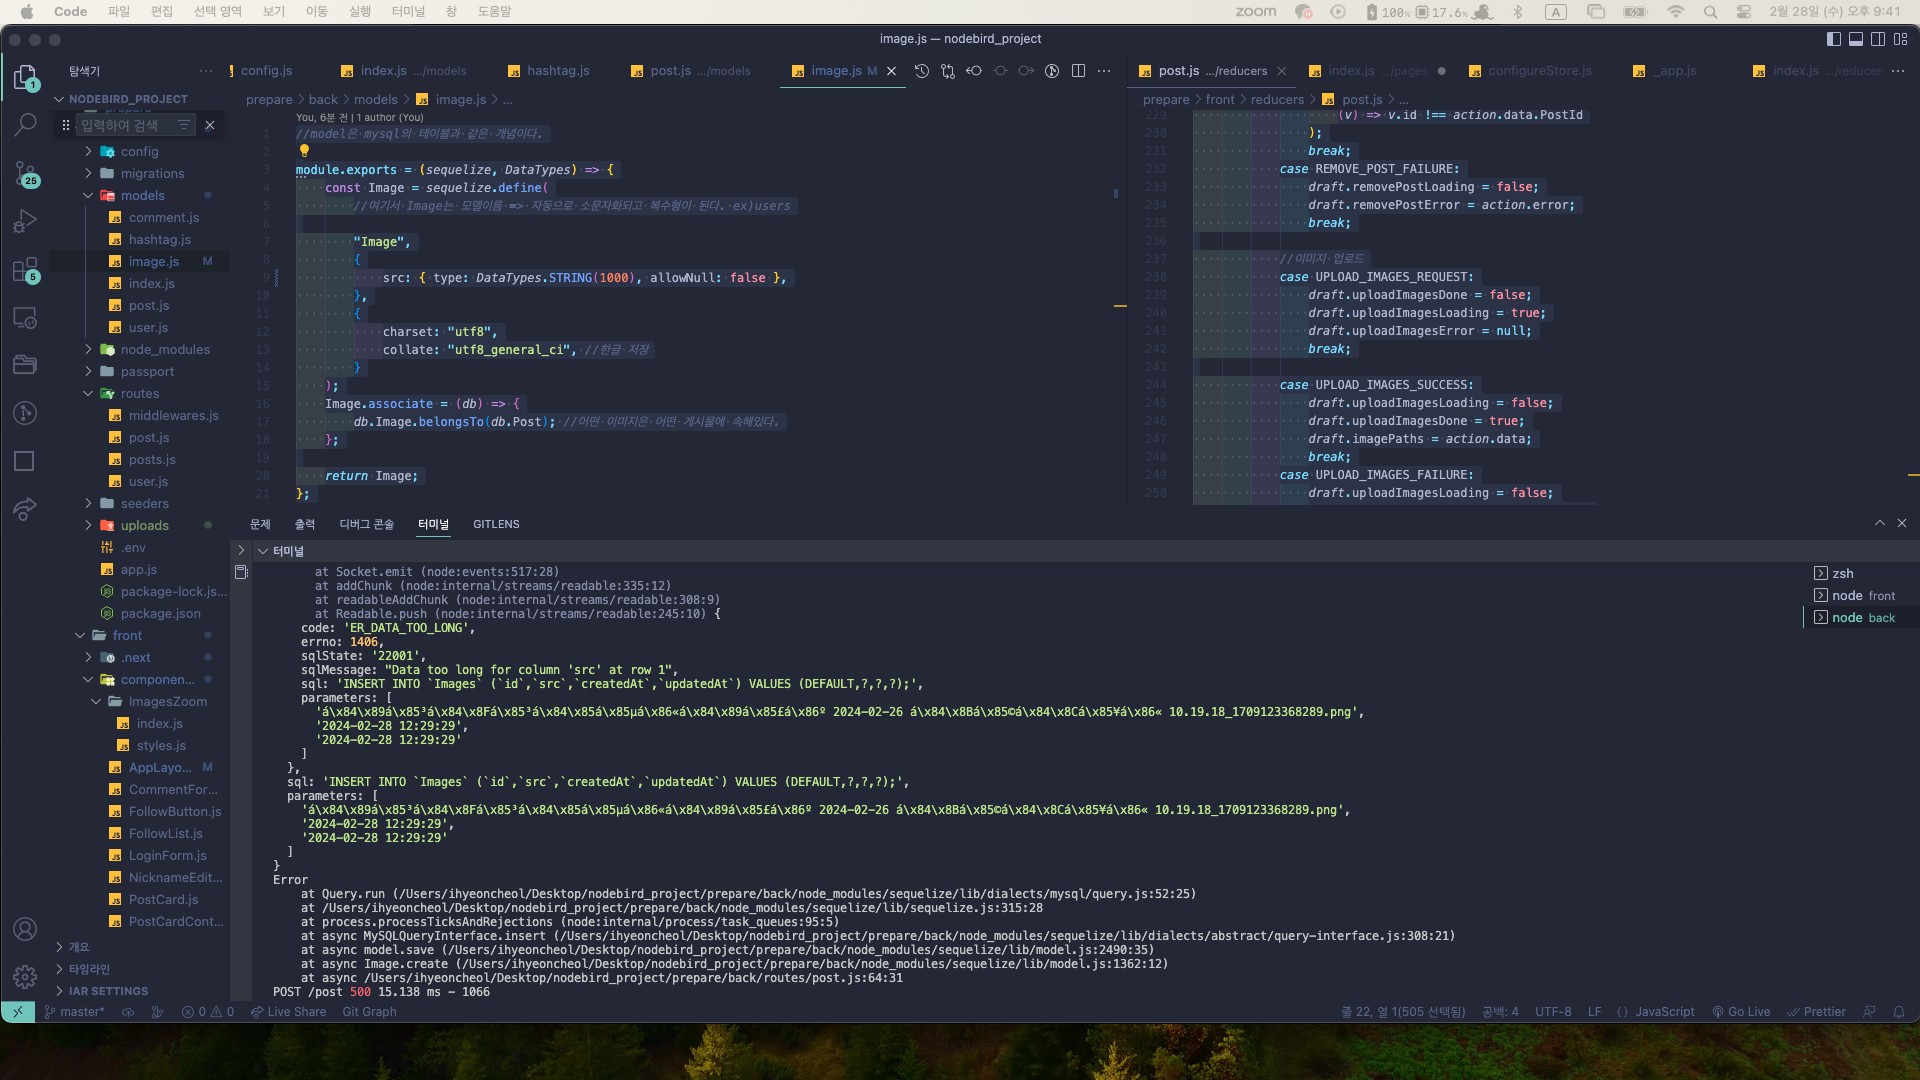 Code 파일 편집 선택 영역 보기 이동 실행 터미널 창 도움말
zoom 100% 17.6% A 2월 28일 (수) 오후 9:41
image.js — nodebird_project
탐색기
NODEBIRD_PROJECT
입력하여 검색
config
migrations
models
comment.js
hashtag.js
image.js M
index.js
post.js
user.js
node_modules
passport
routes
middlewares.js
post.js
posts.js
user.js
seeders
uploads
.env
app.js
package-lock.js...
package.json
front
.next
componen...
ImagesZoom
index.js
styles.js
AppLayo... M
CommentFor...
FollowButton.js
FollowList.js
LoginForm.js
NicknameEdit...
PostCard.js
PostCardCont...
개요
타임라인
IAR SETTINGS
1
25
5
config.js index.js .../models hashtag.js post.js .../models image.js M
prepare > back > models > image.js > ...
You, 6분 전 | 1 author (You)
1 //model은 mysql의 테이블과 같은 개념이다.
2
3 module.exports = (sequelize, DataTypes) => {
4 const Image = sequelize.define(
5 //여기서 Image는 모델이름 => 자동으로 소문자화되고 복수형이 된다. ex)users
6
7 "Image",
8 {
9 src: { type: DataTypes.STRING(1000), allowNull: false },
10 },
11 {
12 charset: "utf8",
13 collate: "utf8_general_ci", //한글 저장
14 }
15 );
16 Image.associate = (db) => {
17 db.Image.belongsTo(db.Post); //어떤 이미지은 어떤 게시물에 속해있다.
18 };
19
20 return Image;
21 };
post.js .../reducers index.js .../pages configureStore.js _app.js index.js .../reducer
prepare > front > reducers > post.js > ...
229 (v) => v.id !== action.data.PostId
230 );
231 break;
232 case REMOVE_POST_FAILURE:
233 draft.removePostLoading = false;
234 draft.removePostError = action.error;
235 break;
236
237 //이미지 업로드
238 case UPLOAD_IMAGES_REQUEST:
239 draft.uploadImagesDone = false;
240 draft.uploadImagesLoading = true;
241 draft.uploadImagesError = null;
242 break;
243
244 case UPLOAD_IMAGES_SUCCESS:
245 draft.uploadImagesLoading = false;
246 draft.uploadImagesDone = true;
247 draft.imagePaths = action.data;
248 break;
249 case UPLOAD_IMAGES_FAILURE:
250 draft.uploadImagesLoading = false;
문제 출력 디버그 콘솔 터미널 GITLENS
터미널
at Socket.emit (node:events:517:28)
at addChunk (node:internal/streams/readable:335:12)
at readableAddChunk (node:internal/streams/readable:308:9)
at Readable.push (node:internal/streams/readable:245:10) {
code: 'ER_DATA_TOO_LONG',
errno: 1406,
sqlState: '22001',
sqlMessage: "Data too long for column 'src' at row 1",
sql: 'INSERT INTO `Images` (`id`,`src`,`createdAt`,`updatedAt`) VALUES (DEFAULT,?,?,?);',
parameters: [
'á\x84\x89á\x85³á\x84\x8Fá\x85³á\x84\x85á\x85µá\x86«á\x84\x89á\x85£á\x86º 2024-02-26 á\x84\x8Bá\x85©á\x84\x8Cá\x85¥á\x86« 10.19.18_1709123368289.png',
'2024-02-28 12:29:29',
'2024-02-28 12:29:29'
]
},
sql: 'INSERT INTO `Images` (`id`,`src`,`createdAt`,`updatedAt`) VALUES (DEFAULT,?,?,?);',
parameters: [
'á\x84\x89á\x85³á\x84\x8Fá\x85³á\x84\x85á\x85µá\x86«á\x84\x89á\x85£á\x86º 2024-02-26 á\x84\x8Bá\x85©á\x84\x8Cá\x85¥á\x86« 10.19.18_1709123368289.png',
'2024-02-28 12:29:29',
'2024-02-28 12:29:29'
]
}
Error
at Query.run (/Users/ihyeoncheol/Desktop/nodebird_project/prepare/back/node_modules/sequelize/lib/dialects/mysql/query.js:52:25)
at /Users/ihyeoncheol/Desktop/nodebird_project/prepare/back/node_modules/sequelize/lib/sequelize.js:315:28
at process.processTicksAndRejections (node:internal/process/task_queues:95:5)
at async MySQLQueryInterface.insert (/Users/ihyeoncheol/Desktop/nodebird_project/prepare/back/node_modules/sequelize/lib/dialects/abstract/query-interface.js:308:21)
at async model.save (/Users/ihyeoncheol/Desktop/nodebird_project/prepare/back/node_modules/sequelize/lib/model.js:2490:35)
at async Image.create (/Users/ihyeoncheol/Desktop/nodebird_project/prepare/back/node_modules/sequelize/lib/model.js:1362:12)
at async /Users/ihyeoncheol/Desktop/nodebird_project/prepare/back/routes/post.js:64:31
POST /post 500 15.138 ms - 1066
zsh
node front
node back
master* 0 0 Live Share Git Graph
줄 22, 열 1(505 선택됨) 공백: 4 UTF-8 LF {} JavaScript Go Live Prettier